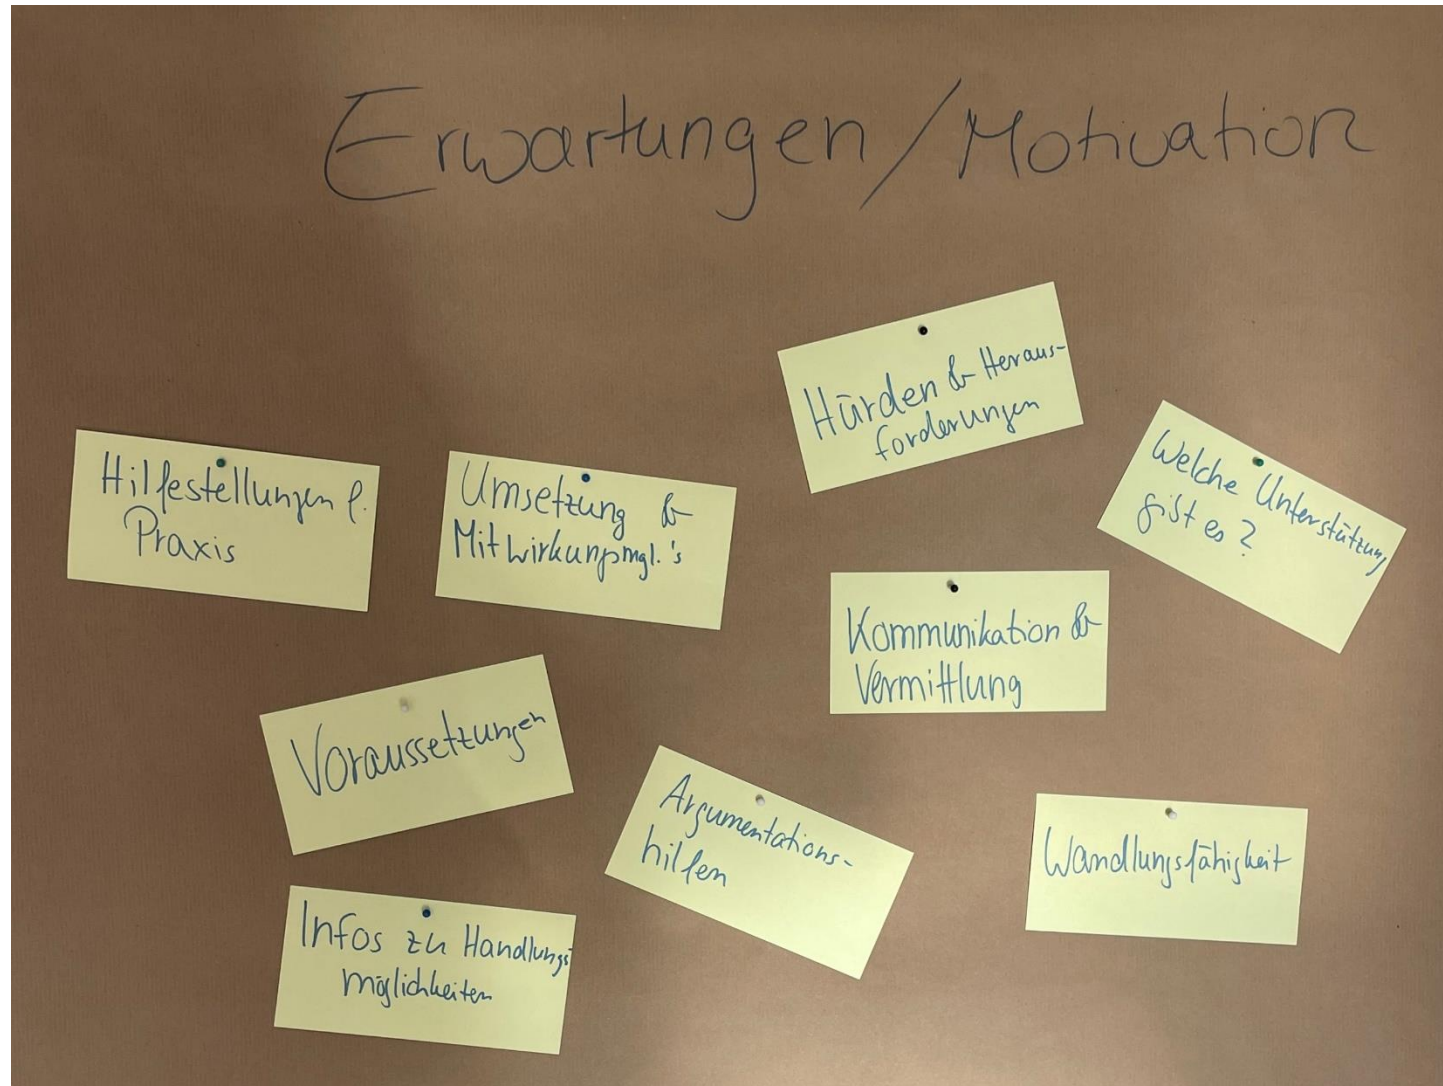 Erwartungen/Motivation
Hürden & Heraus-
forderungen
Welche Unterstützung
gibt es?
Hilfestellungen f.
Praxis
Umsetzung &
Mitwirkungsmgl.'s
Kommunikation &
Vermittlung
Voraussetzungen
Argumentations-
hilfen
Wandlungsfähigkeit
Infos zu Handlungs
möglichkeiten